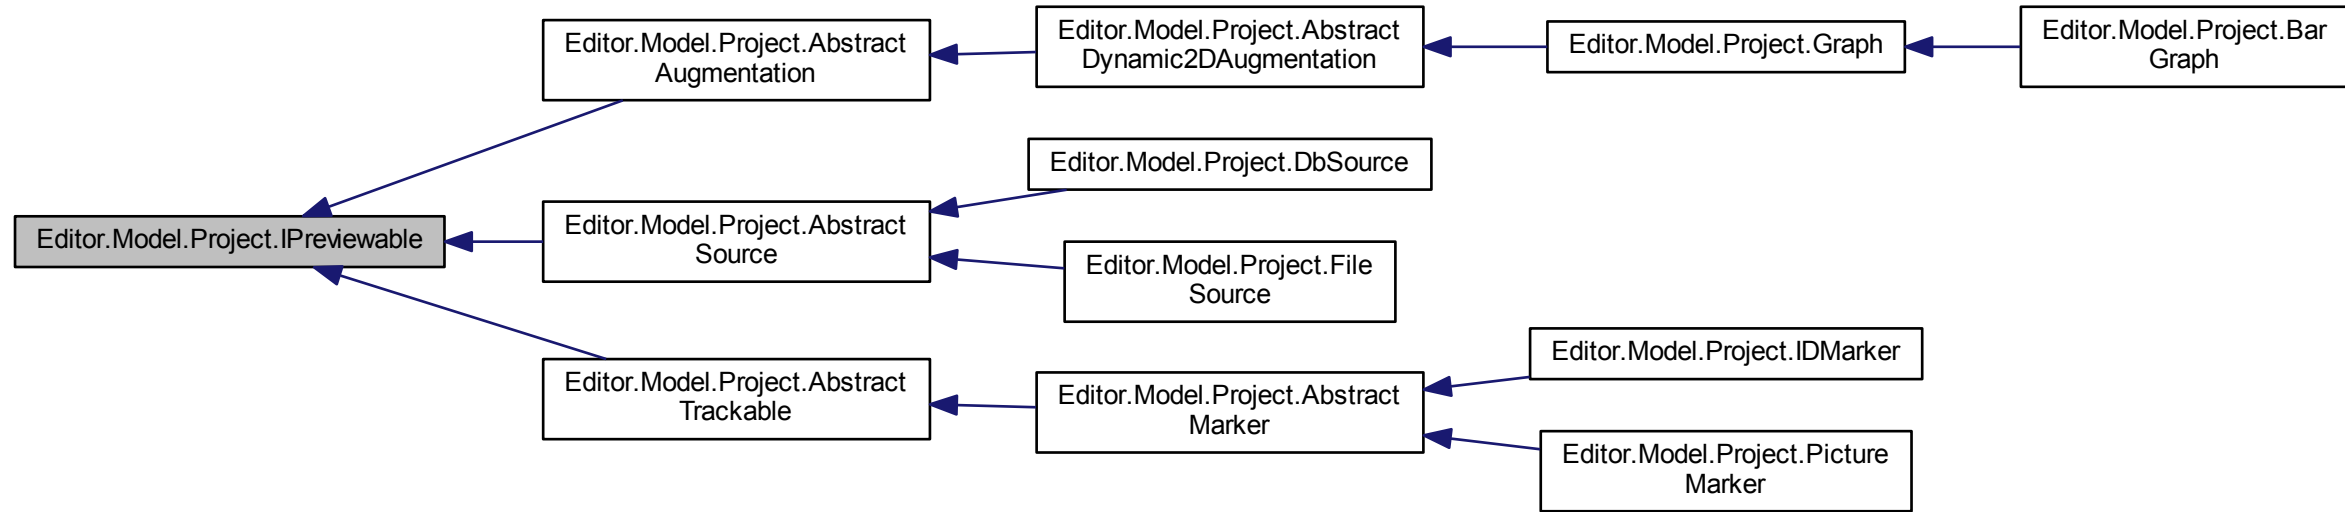 Editor.Model.Project.IPreviewable
Editor.Model.Project.Abstract
Augmentation
Editor.Model.Project.Abstract
Dynamic2DAugmentation
Editor.Model.Project.Graph
Editor.Model.Project.Bar
Graph
Editor.Model.Project.Abstract
Source
Editor.Model.Project.DbSource
Editor.Model.Project.File
Source
Editor.Model.Project.Abstract
Trackable
Editor.Model.Project.Abstract
Marker
Editor.Model.Project.IDMarker
Editor.Model.Project.Picture
Marker